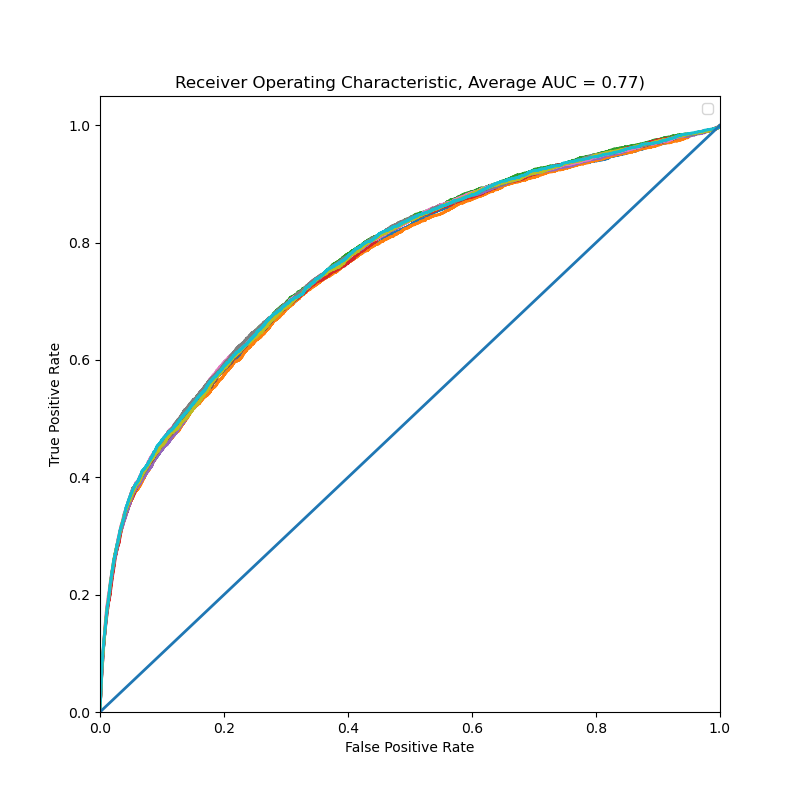 Receiver Operating Characteristic, Average AUC = 0.77)
1.0
0.8
0.6
0.4
0.2
0.0
True Positive Rate
0.0 0.2 0.4 0.6 0.8 1.0
False Positive Rate